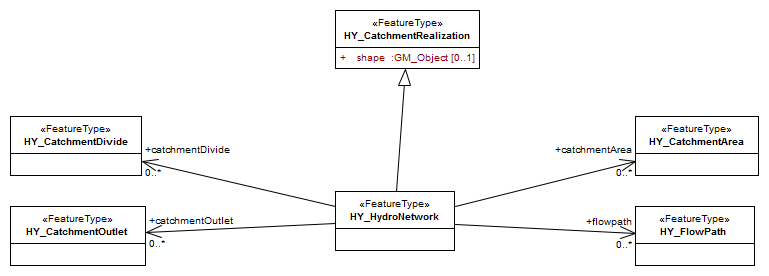 «FeatureType»
HY_CatchmentRealization
+ shape :GM_Object [0..1]
«FeatureType»
HY_CatchmentDivide
+catchmentDivide
0..*
«FeatureType»
HY_CatchmentArea
+catchmentArea
0..*
«FeatureType»
HY_CatchmentOutlet
+catchmentOutlet
0..*
«FeatureType»
HY_HydroNetwork
+flowpath
0..*
«FeatureType»
HY_FlowPath